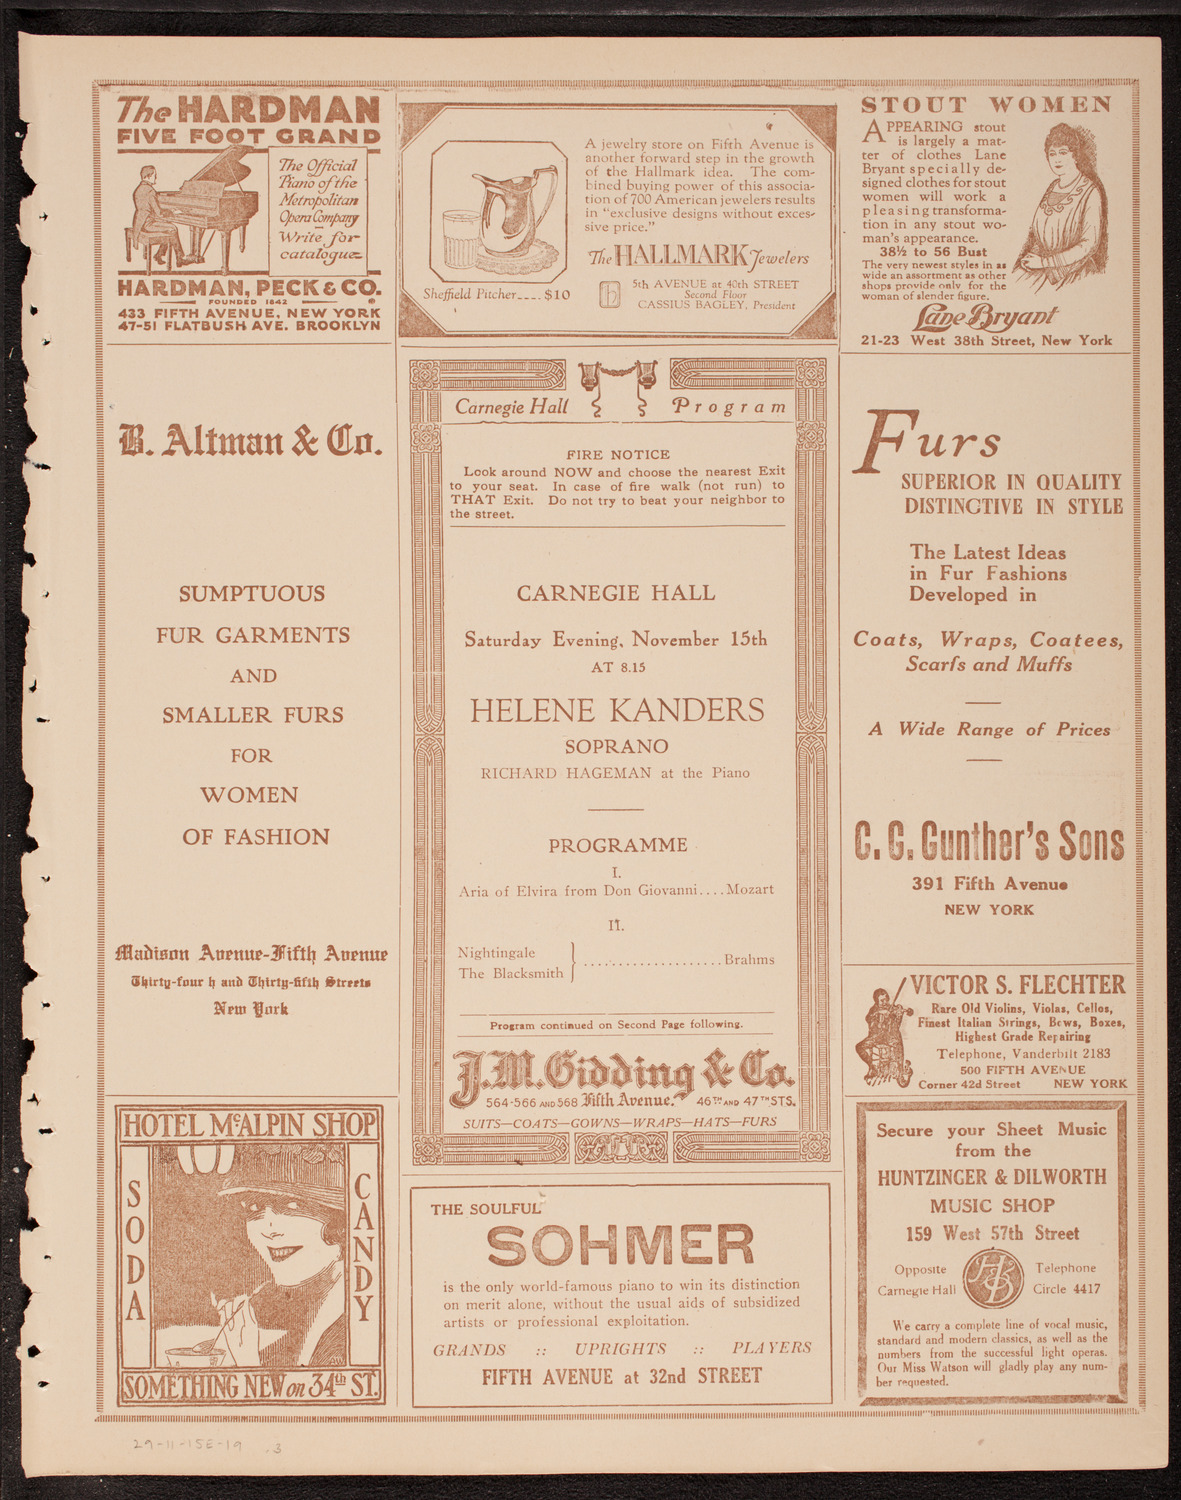 The HARDMAN
FIVE FOOT GRAND
The Official
Piano of the
Metropolitan
Opera Company
Write for
catalogue
HARDMAN, PECK & CO.
FOUNDED 1842
433 FIFTH AVENUE, NEW YORK
47-51 FLATBUSH AVE. BROOKLYN
B. Altman & Co.
SUMPTUOUS
FUR GARMENTS
AND
SMALLER FURS
FOR
WOMEN
OF FASHION
Madison Avenue-Fifth Avenue
Thirty-four h and Thirty-fifth Streets
New York
HOTEL McALPIN SHOP
SODA
CANDY
AW
SOMETHING NEW on 34th ST.
A jewelry store on Fifth Avenue is
another forward step in the growth
of the Hallmark idea. The com-
bined buying power of this associa-
tion of 700 American jewelers results
in "exclusive designs without exces-
sive price."
The HALLMARK Jewelers
Sheffield Pitcher....$10
5th AVENUE at 40th STREET
Second Floor
CASSIUS BAGLEY, President
Carnegie Hall Program
FIRE NOTICE
Look around NOW and choose the nearest Exit
to your seat. In case of fire walk (not run) to
THAT Exit. Do not try to beat your neighbor to
the street.
CARNEGIE HALL
Saturday Evening, November 15th
AT 8.15
HELENE KANDERS
SOPRANO
RICHARD HAGEMAN at the Piano
PROGRAMME
I.
Aria of Elvira from Don Giovanni....Mozart
II.
Nightingale
The Blacksmith } ....................Brahms
Program continued on Second Page following.
J. M. Gidding & Co.
564-566 AND 568 Fifth Avenue. 46TH AND 47TH STS.
SUITS—COATS—GOWNS—WRAPS—HATS—FURS
THE SOULFUL
SOHMER
is the only world-famous piano to win its distinction
on merit alone, without the usual aids of subsidized
artists or professional exploitation.
GRANDS :: UPRIGHTS :: PLAYERS
FIFTH AVENUE at 32nd STREET
STOUT WOMEN
APPEARING stout
is largely a mat-
ter of clothes Lane
Bryant specially de-
signed clothes for stout
women will work a
pleasing transforma-
tion in any stout wo-
man's appearance.
38½ to 56 Bust
The very newest styles in as
wide an assortment as other
shops provide only for the
woman of slender figure.
Lane Bryant
21-23 West 38th Street, New York
Furs
SUPERIOR IN QUALITY
DISTINCTIVE IN STYLE
The Latest Ideas
in Fur Fashions
Developed in
Coats, Wraps, Coatees,
Scarfs and Muffs
A Wide Range of Prices
C. G. Gunther's Sons
391 Fifth Avenue
NEW YORK
VICTOR S. FLECHTER
Rare Old Violins, Violas, Cellos,
Finest Italian Strings, Bows, Boxes,
Highest Grade Repairing
Telephone, Vanderbilt 2183
500 FIFTH AVENUE
Corner 42d Street NEW YORK
Secure your Sheet Music
from the
HUNTZINGER & DILWORTH
MUSIC SHOP
159 West 57th Street
Opposite
Carnegie Hall
H&D
Telephone
Circle 4417
We carry a complete line of vocal music,
standard and modern classics, as well as the
numbers from the successful light operas.
Our Miss Watson will gladly play any num-
ber requested.
29-11-15E-19 .3